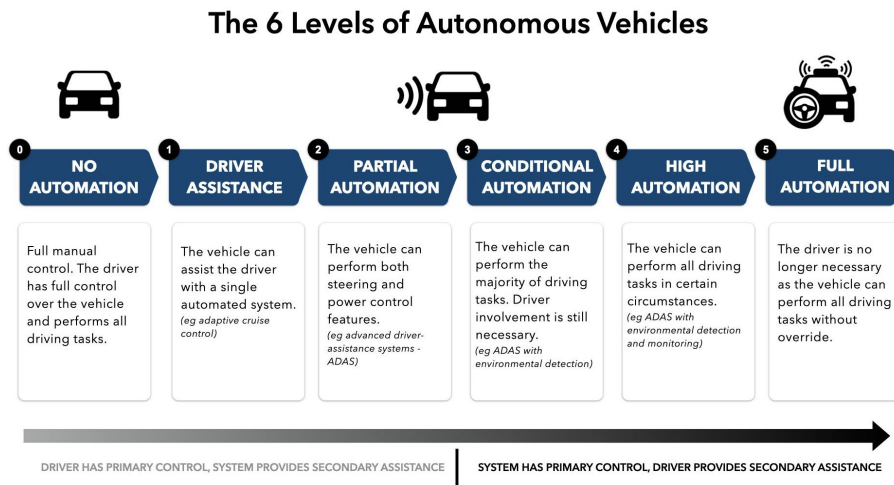 The 6 Levels of Autonomous Vehicles
0
NO
AUTOMATION
Full manual
control. The driver
has full control
over the vehicle
and performs all
driving tasks.
1
DRIVER
ASSISTANCE
The vehicle can
assist the driver
with a single
automated system.
(eg adaptive cruise
control)
2
PARTIAL
AUTOMATION
The vehicle can
perform both
steering and
power control
features.
(eg advanced driver-
assistance systems -
ADAS)
3
CONDITIONAL
AUTOMATION
The vehicle can
perform the
majority of driving
tasks. Driver
involvement is still
necessary.
(eg ADAS with
environmental detection)
4
HIGH
AUTOMATION
The vehicle can
perform all driving
tasks in certain
circumstances.
(eg ADAS with
environmental detection
and monitoring)
5
FULL
AUTOMATION
The driver is no
longer necessary
as the vehicle can
perform all driving
tasks without
override.
DRIVER HAS PRIMARY CONTROL, SYSTEM PROVIDES SECONDARY ASSISTANCE
SYSTEM HAS PRIMARY CONTROL, DRIVER PROVIDES SECONDARY ASSISTANCE